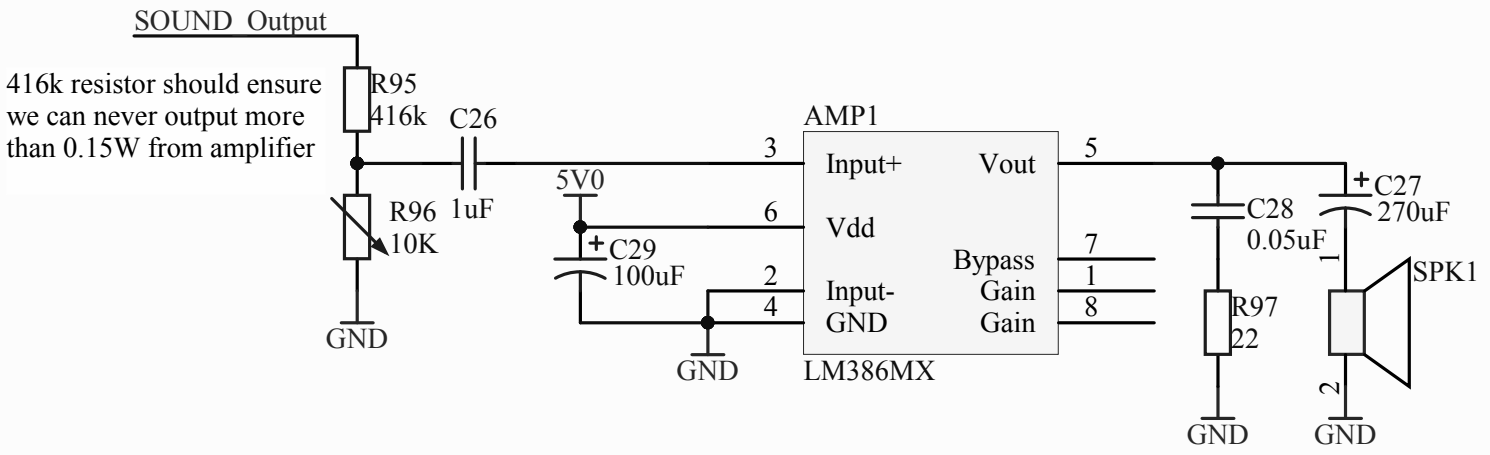 SOUND Output
416k resistor should ensure
we can never output more
than 0.15W from amplifier
R95
416k
C26
1uF
R96
10K
GND
5V0
C29
100uF
GND
AMP1
3
Input+
6
Vdd
2
Input-
4
GND
Vout
5
Bypass
7
Gain
1
Gain
8
LM386MX
C28
0.05uF
R97
22
GND
C27
270uF
1
SPK1
2
GND